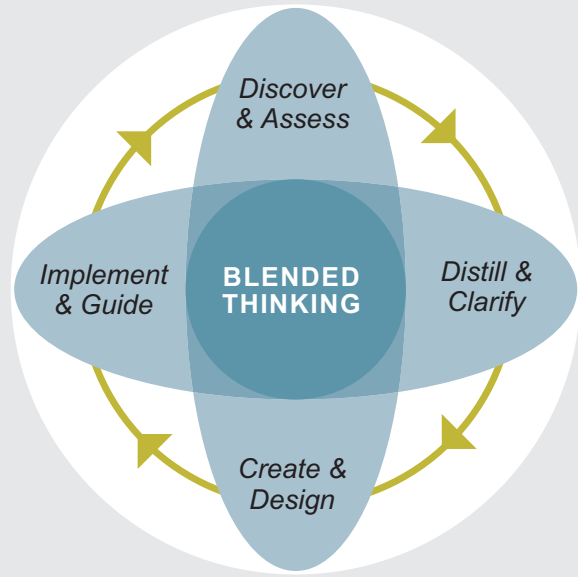 Discover
& Assess
Implement
& Guide
BLENDED
THINKING
Distill &
Clarify
Create &
Design